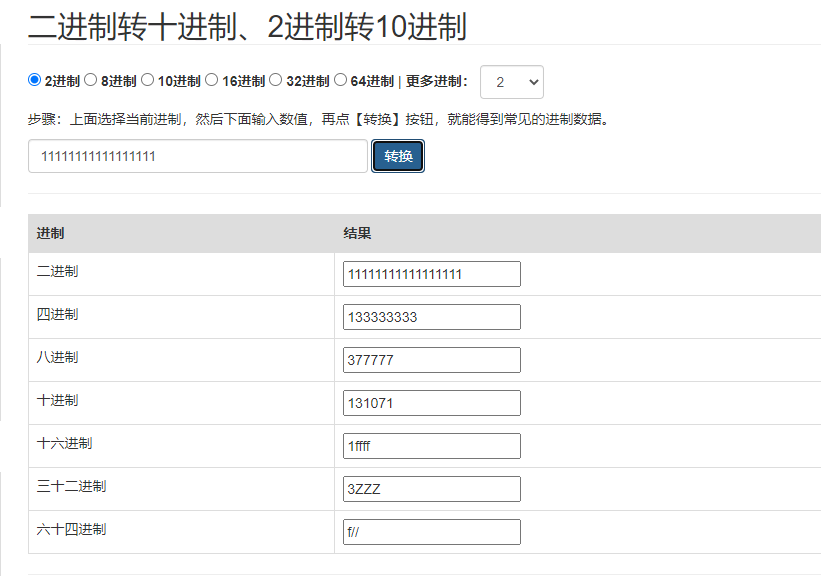 二进制转十进制、2进制转10进制
2进制 8进制 10进制 16进制 32进制 64进制 | 更多进制： 2
步骤：上面选择当前进制，然后下面输入数值，再点【转换】按钮，就能得到常见的进制数据。
11111111111111111 转换
进制 结果
二进制 11111111111111111
四进制 133333333
八进制 377777
十进制 131071
十六进制 1ffff
三十二进制 3ZZZ
六十四进制 f//